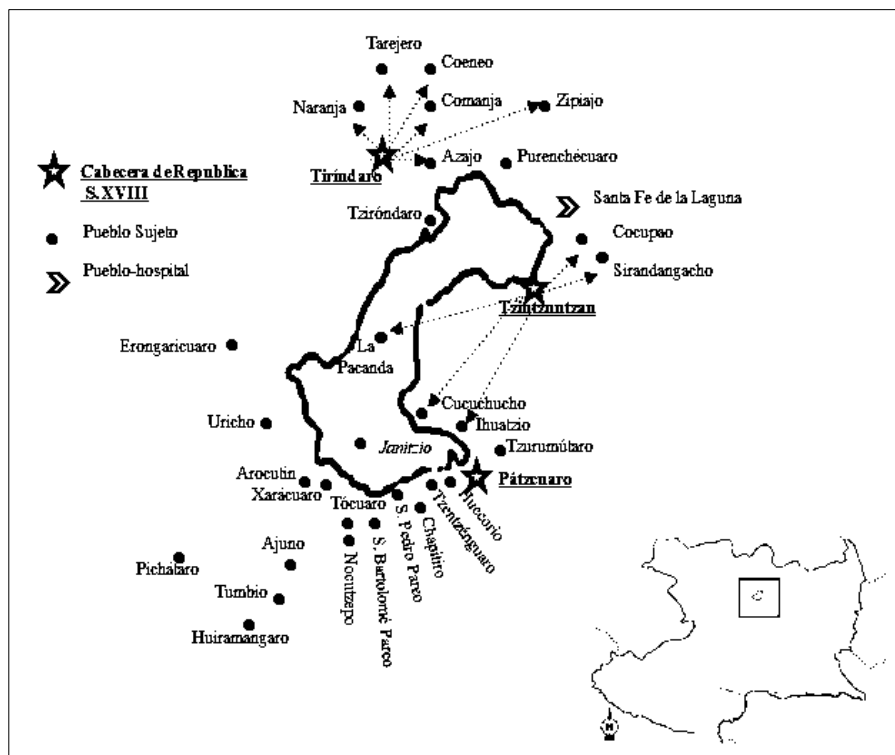 Tarejero
Coeneo
Naranja
Comanja
Zipiajo
Cabecera de Republica
S.XVIII
Tiríndaro
Azajo
Purenchécuaro
Santa Fe de la Laguna
Tziróndaro
Pueblo Sujeto
Cocupao
Pueblo-hospital
Sirandangacho
Tzintzuntzan
Erongaricuaro
La
Pacanda
Cucuchucho
Uricho
Ihuatzio
Janitzio
Tzurumútaro
Arocutin
Pátzcuaro
Xarácuaro
Tócuaro
Huecorio
Tzentzénguaro
S. Pedro Pareo
Chapitiro
Ajuno
Nocutzepo
S. Bartolomé Pareo
Pichátaro
Tumbio
Huiramangaro
N